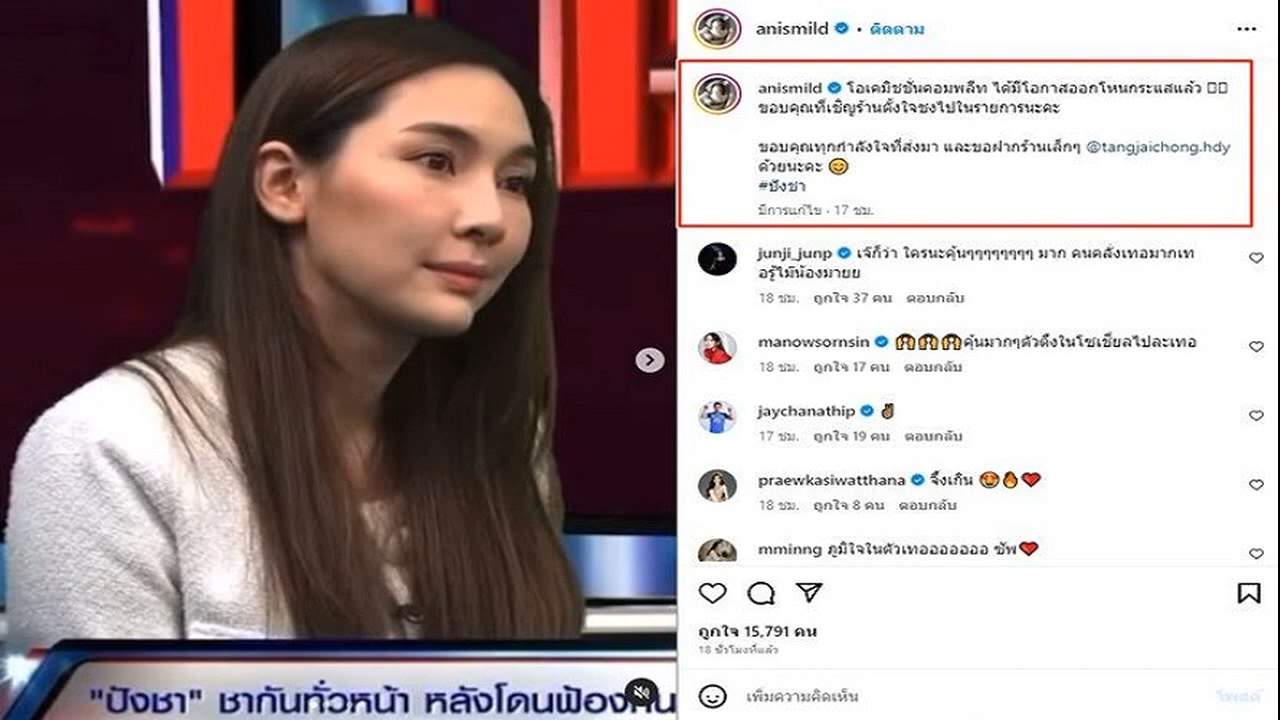 anismild • ติดตาม
anismild โอเคมิชชั่นคอมพลีท ได้มีโอกาสออกโหนกระแสแล้ว
ขอบคุณที่เชิญร้านตั้งใจชงไปในรายการนะคะ
ขอบคุณทุกกำลังใจที่ส่งมา และขอฝากร้านเล็กๆ @tangjaichong.hdy
ด้วยนะคะ 😊
#ปังชา
มีการแก้ไข · 17 ชม.
junji_junp เจ้ก็ว่า ใครนะคุ้นๆๆๆๆๆๆๆๆ มาก คนคลั่งเทอมากเท
อรู้ไม้น้องมายย
18 ชม. ถูกใจ 37 คน ตอบกลับ
manowsornsin 🙆🙆🙆คุ้นมากๆตัวตึงในโซเชี่ยลไปละเทอ
18 ชม. ถูกใจ 17 คน ตอบกลับ
jaychanathip ✌🏾
17 ชม. ถูกใจ 19 คน ตอบกลับ
praewkasiwatthana จึ้งเกิน 🤩🔥❤️
18 ชม. ถูกใจ 8 คน ตอบกลับ
mminng ภูมิใจในตัวเทออออออออ ซัพ❤️
ถูกใจ 15,791 คน
18 ชั่วโมงที่แล้ว
เพิ่มความคิดเห็น
โพสต์
"ปังชา" ชากันทั่วหน้า หลังโดนฟ้อง